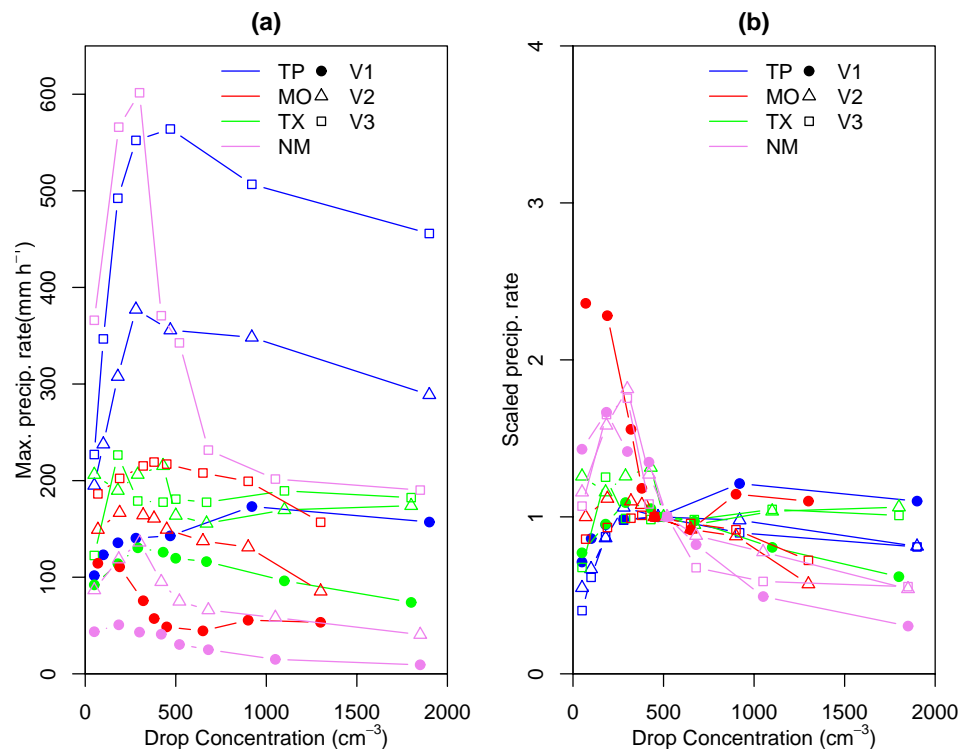 (a)
TP V1
MO V2
TX V3
NM
Max. precip. rate(mm h⁻¹)
0 100 200 300 400 500 600
0 500 1000 1500 2000
Drop Concentration (cm⁻³)
(b)
TP V1
MO V2
TX V3
NM
Scaled precip. rate
0 1 2 3 4
0 500 1000 1500 2000
Drop Concentration (cm⁻³)